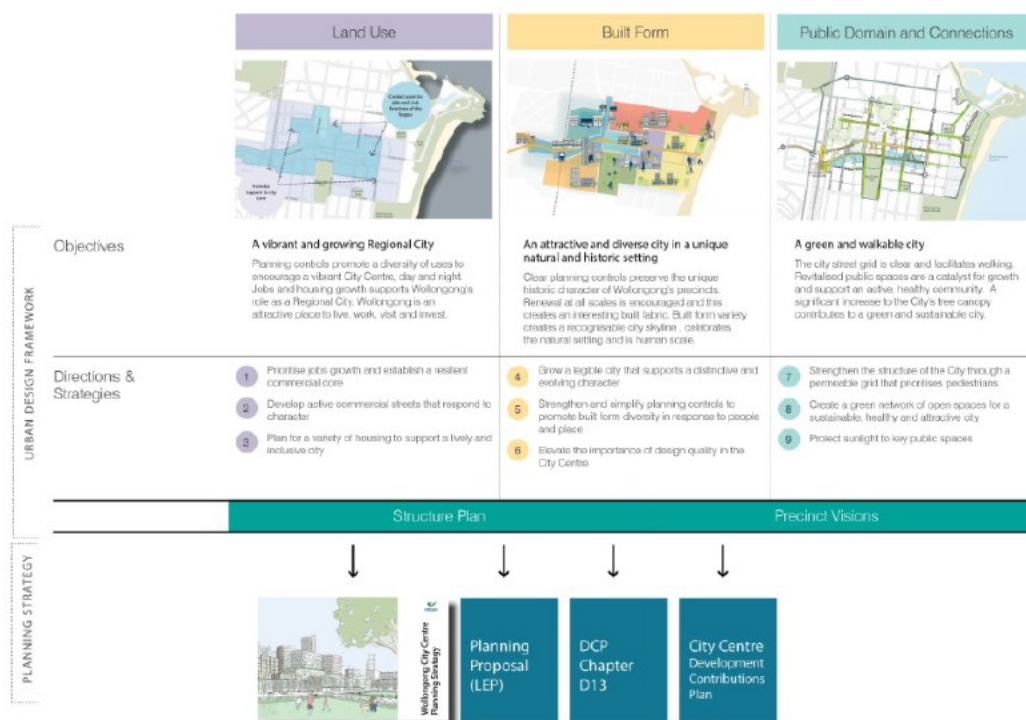 Land Use
Built Form
Public Domain and Connections
URBAN DESIGN FRAMEWORK
Objectives
A vibrant and growing Regional City
Planning controls promote a diversity of uses to
encourage a vibrant City Centre, day and night.
Jobs and housing growth supports Wollongong's
role as a Regional City. Wollongong is an
attractive place to live, work, visit and invest.
An attractive and diverse city in a unique
natural and historic setting
Clear planning controls preserve the unique
historic character of Wollongong's precincts.
Renewal at all scales is encouraged and this
creates an interesting built fabric. Built form variety
creates a recognisable city skyline , celebrates
the natural setting and is human scale.
A green and walkable city
The city street grid is clear and facilitates walking.
Revitalised public spaces are a catalyst for growth
and support an active, healthy community. A
significant increase to the City's tree canopy
contributes to a green and sustainable city.
Directions &
Strategies
1 Prioritise jobs growth and establish a resilient
commercial core
2 Develop active commercial streets that respond to
character
3 Plan for a variety of housing to support a lively and
inclusive city
4 Grow a legible city that supports a distinctive and
evolving character
5 Strengthen and simplify planning controls to
promote built form diversity in response to people
and place
6 Elevate the importance of design quality in the
City Centre
7 Strengthen the structure of the City through a
permeable grid that prioritises pedestrians
8 Create a green network of open spaces for a
sustainable, healthy and attractive city
9 Protect sunlight to key public spaces
Structure Plan
Precinct Visions
PLANNING STRATEGY
Wollongong City Centre
Planning Strategy
Planning
Proposal
(LEP)
DCP
Chapter
D13
City Centre
Development
Contributions
Plan